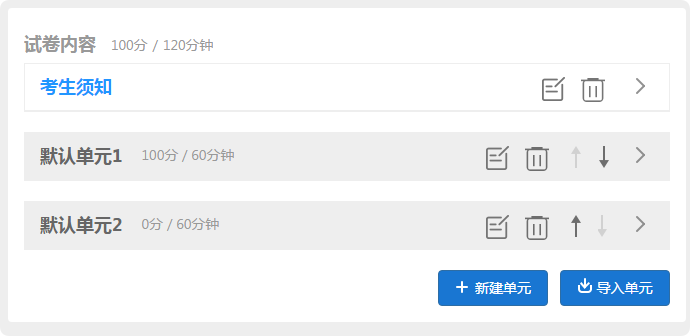 试卷内容 100分 / 120分钟
考生须知
默认单元1 100分 / 60分钟
默认单元2 0分 / 60分钟
新建单元 导入单元